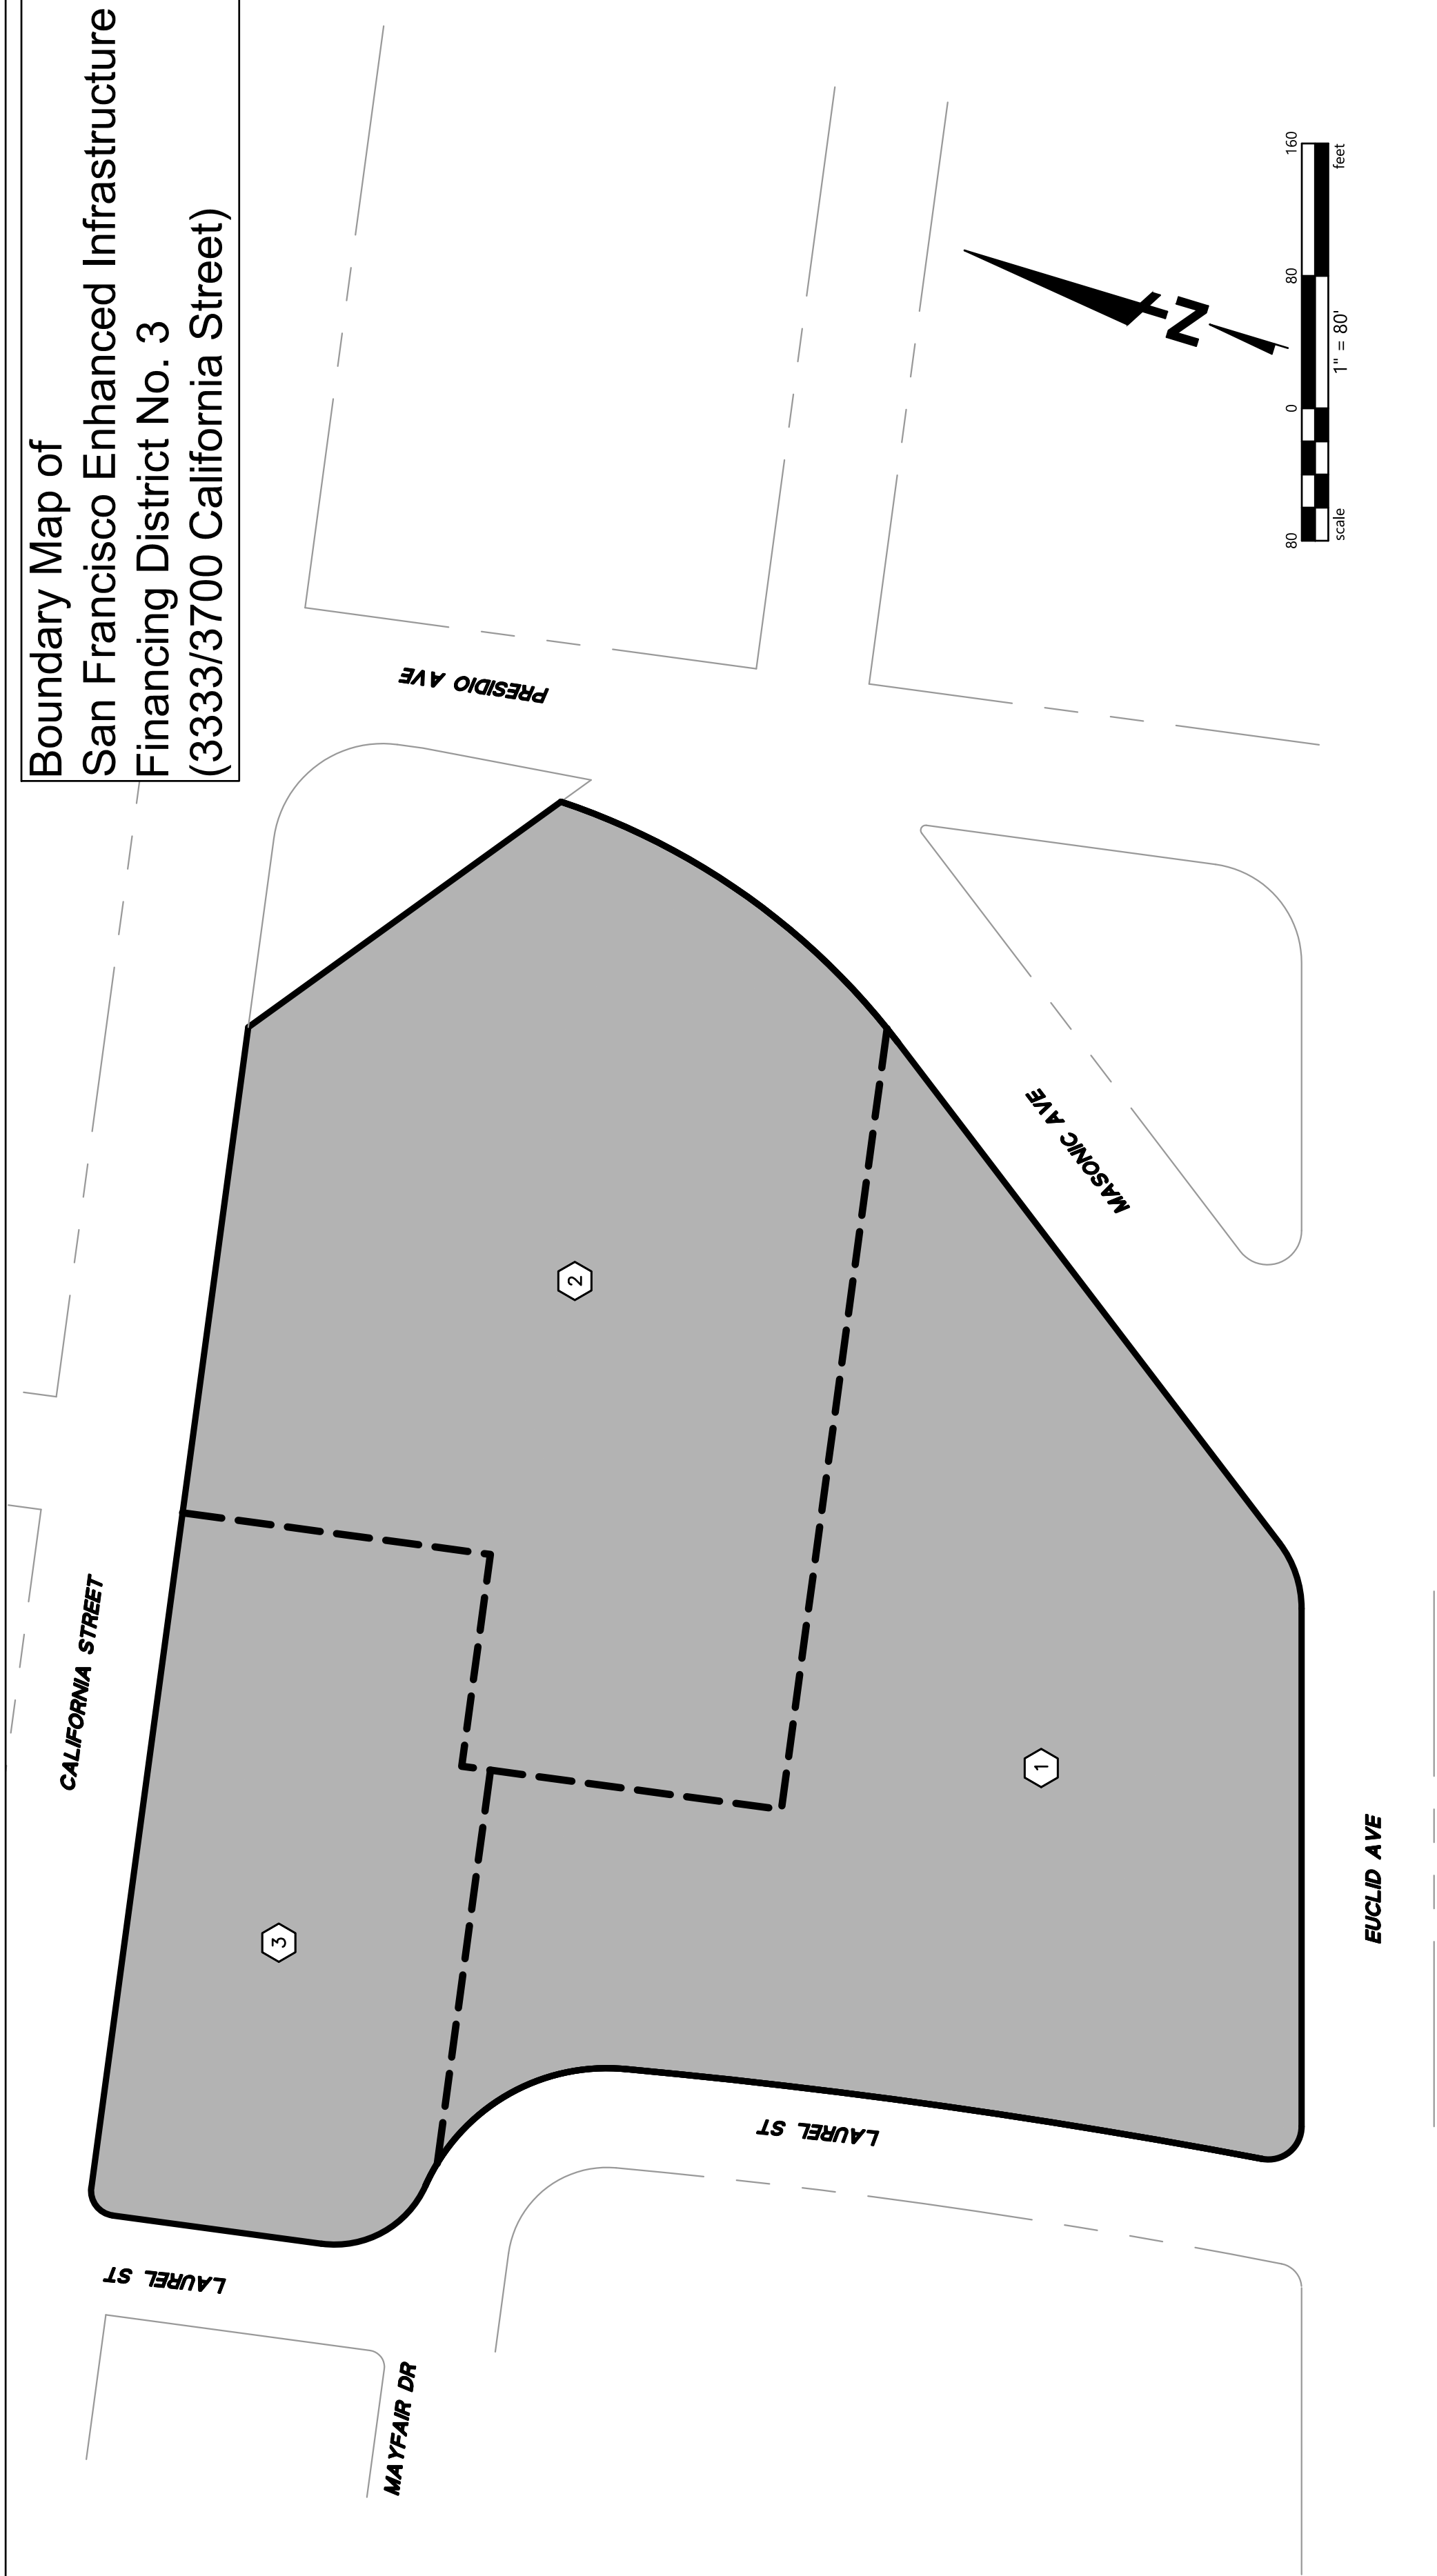 Boundary Map of
San Francisco Enhanced Infrastructure
Financing District No. 3
(3333/3700 California Street)
CALIFORNIA STREET
PRESIDIO AVE
MASONIC AVE
EUCLID AVE
LAUREL ST
LAUREL ST
MAYFAIR DR
3
2
1
N
80 0 80 160
scale 1" = 80' feet